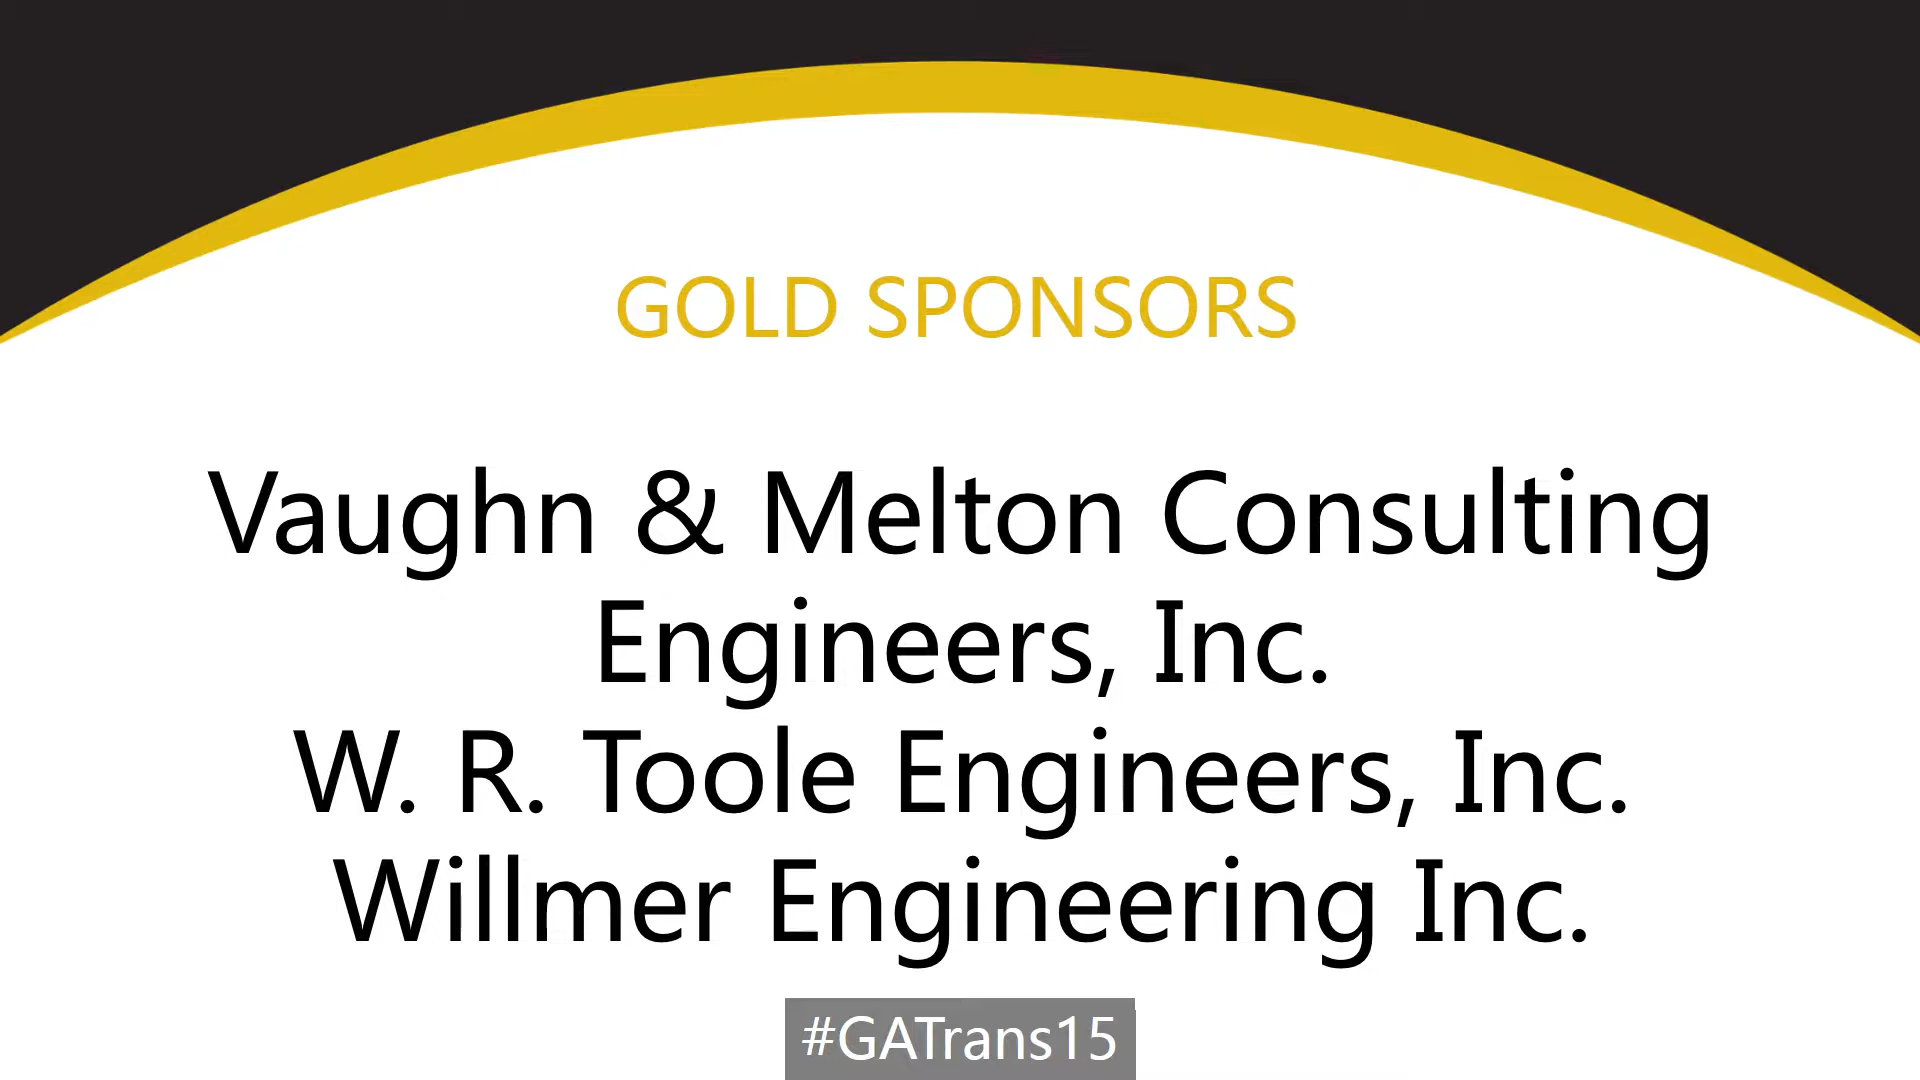 GOLD SPONSORS
Vaughn & Melton Consulting
Engineers, Inc.
W. R. Toole Engineers, Inc.
Willmer Engineering Inc.
#GATrans15